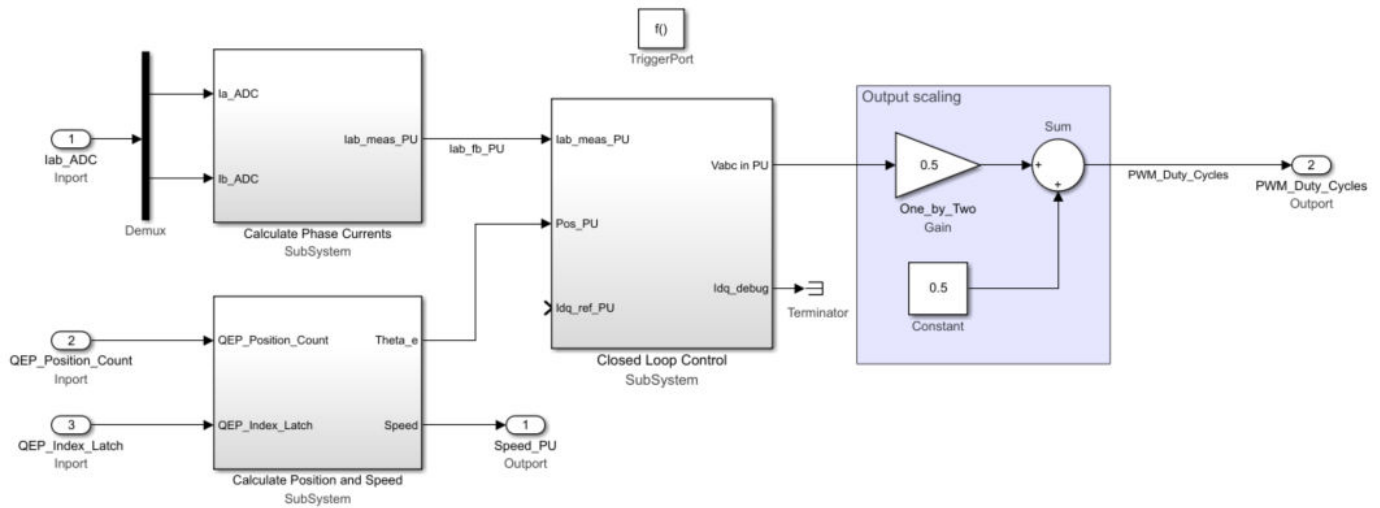 f()
TriggerPort
Ia_ADC
Ib_ADC
Iab_meas_PU
Calculate Phase Currents
SubSystem
1
Iab_ADC
Inport
Demux
Iab_fb_PU
Iab_meas_PU
Pos_PU
Idq_ref_PU
Vabc in PU
Idq_debug
Closed Loop Control
SubSystem
Terminator
Output scaling
0.5
One_by_Two
Gain
Sum
+
+
0.5
Constant
PWM_Duty_Cycles
2
PWM_Duty_Cycles
Outport
2
QEP_Position_Count
Inport
3
QEP_Index_Latch
Inport
QEP_Position_Count
QEP_Index_Latch
Theta_e
Speed
Calculate Position and Speed
SubSystem
1
Speed_PU
Outport